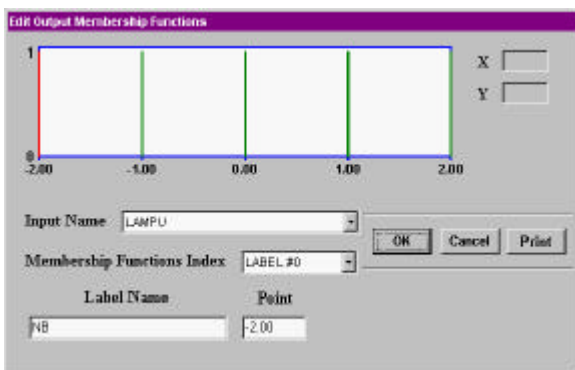 Edit Output Membership Functions
1
X
Y
0
-2.00 -1.00 0.00 1.00 2.00
Input Name LAMPU
OK Cancel Print
Membership Functions Index LABEL #0
Label Name Point
NB -2.00